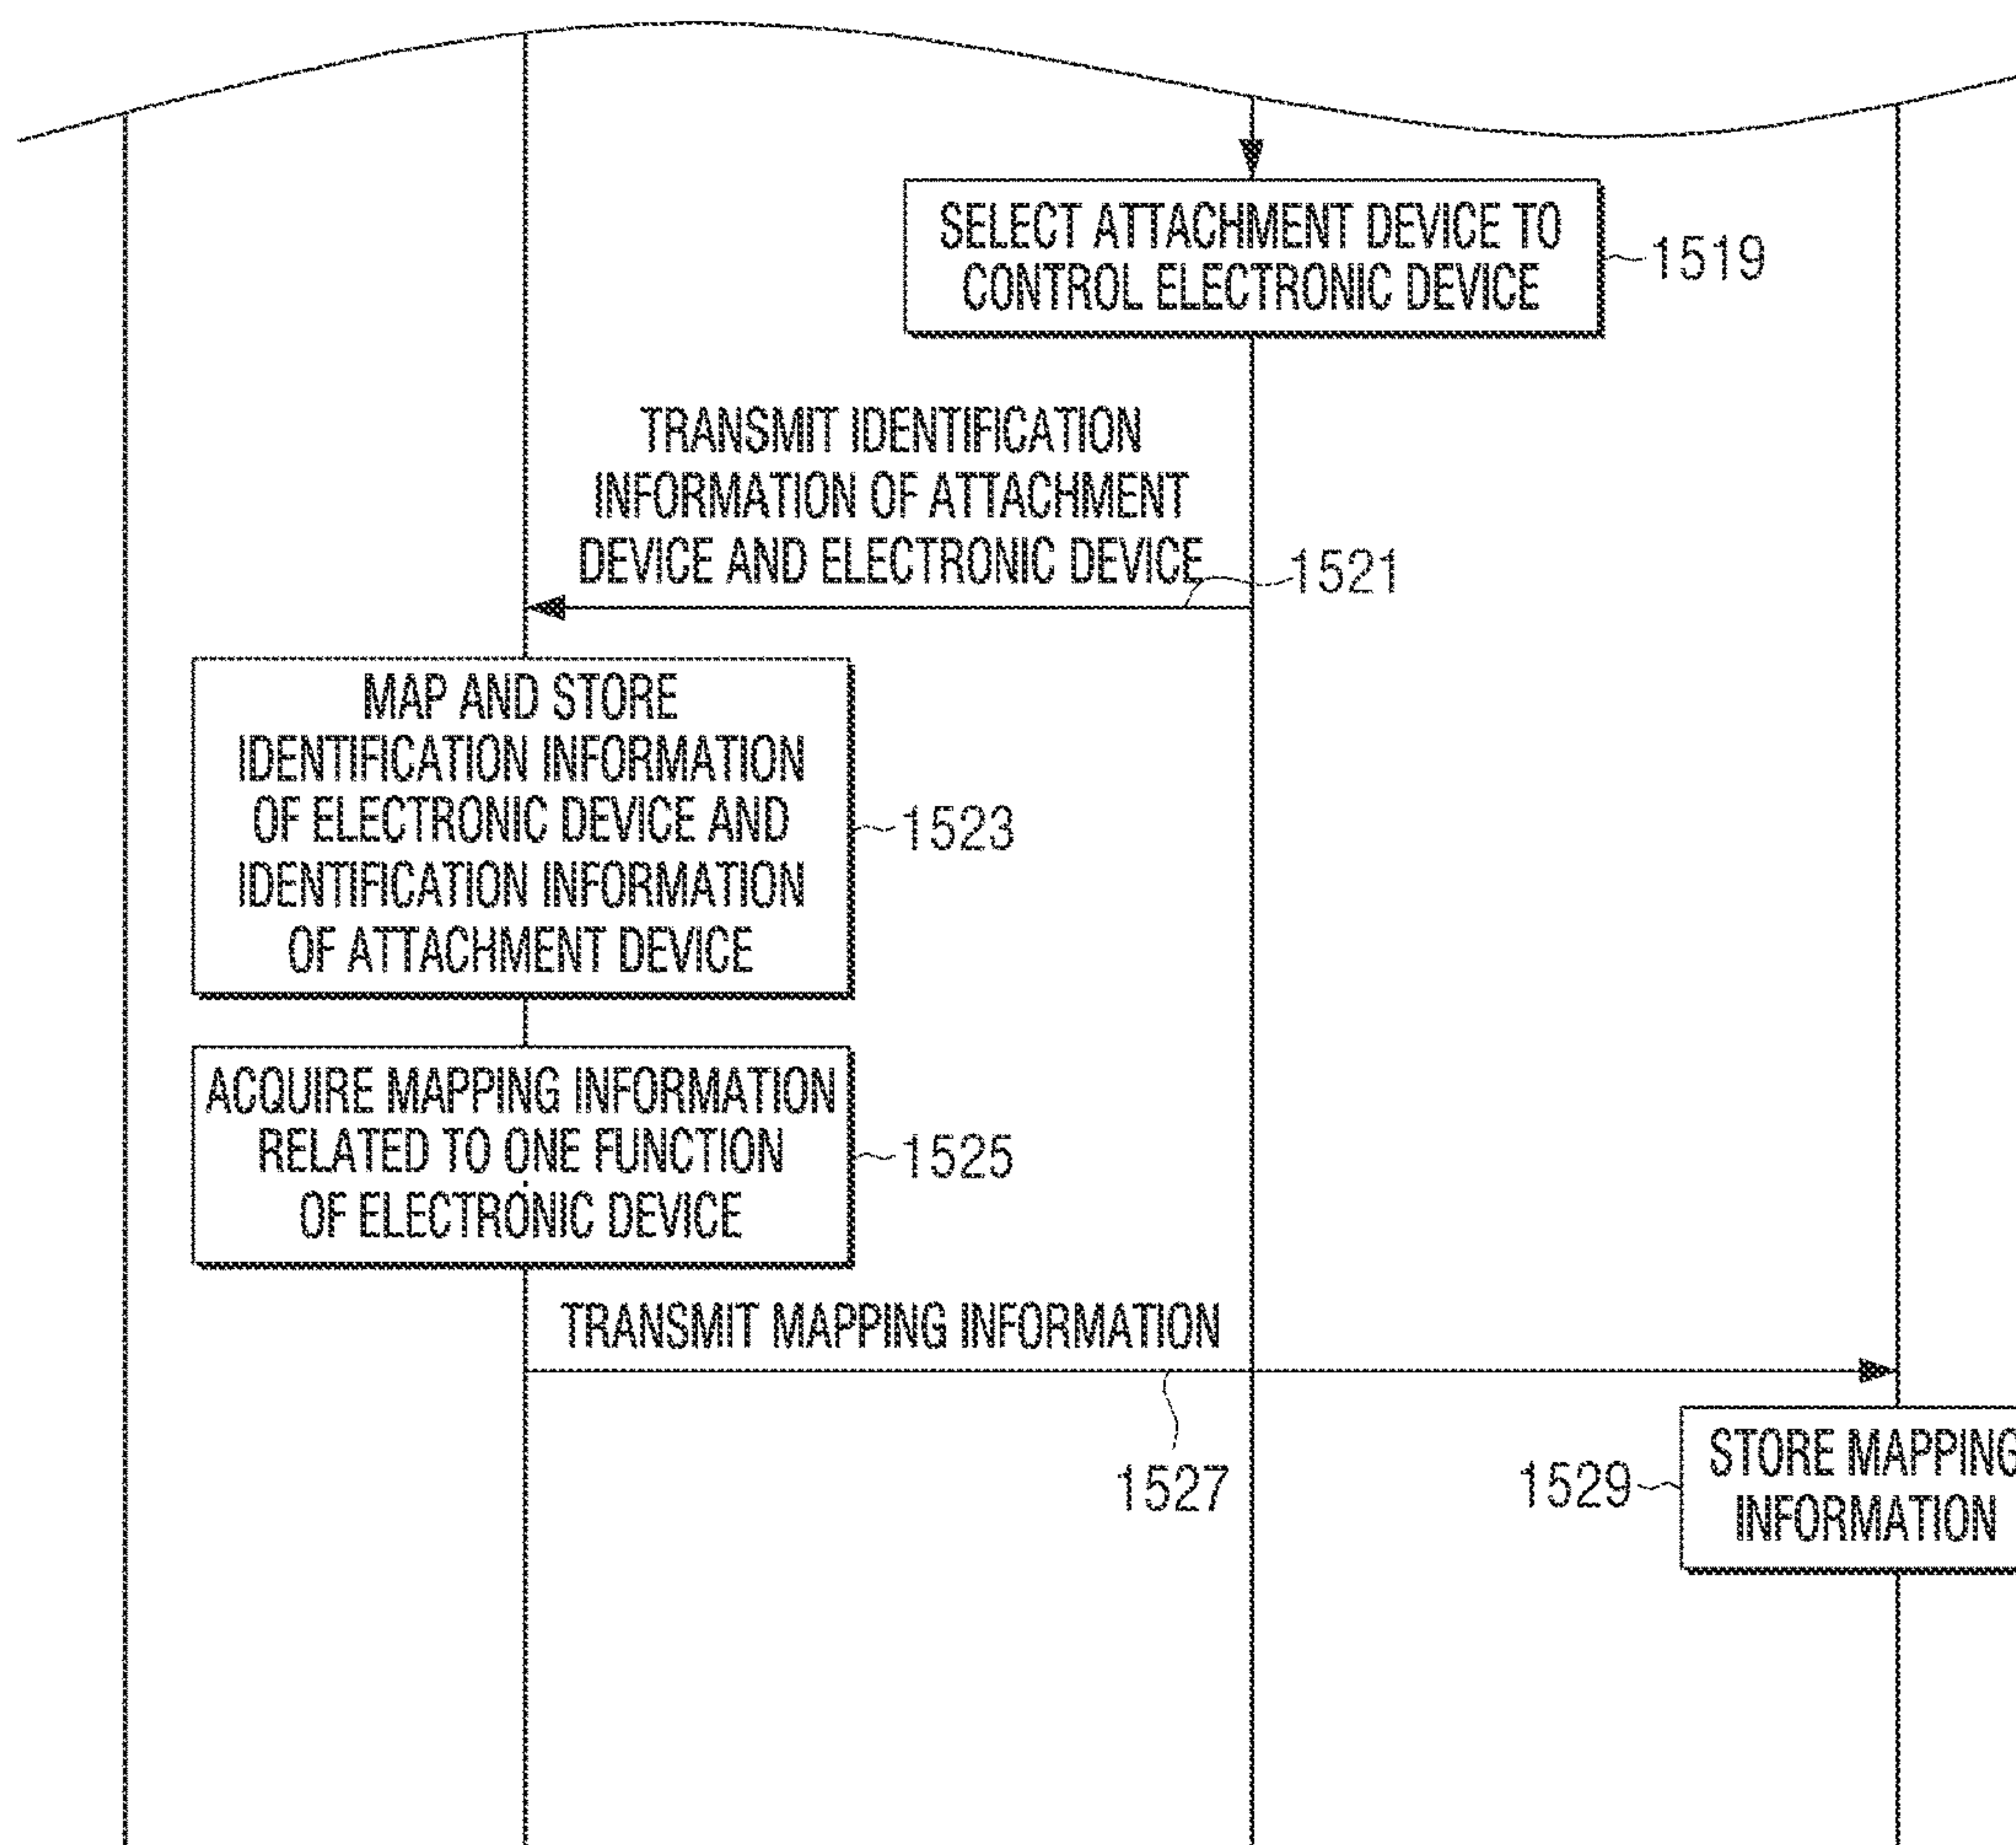 SELECT ATTACHMENT DEVICE TO
CONTROL ELECTRONIC DEVICE
1519
TRANSMIT IDENTIFICATION
INFORMATION OF ATTACHMENT
DEVICE AND ELECTRONIC DEVICE
1521
MAP AND STORE
IDENTIFICATION INFORMATION
OF ELECTRONIC DEVICE AND
IDENTIFICATION INFORMATION
OF ATTACHMENT DEVICE
1523
ACQUIRE MAPPING INFORMATION
RELATED TO ONE FUNCTION
OF ELECTRONIC DEVICE
1525
TRANSMIT MAPPING INFORMATION
1527
1529
STORE MAPPING
INFORMATION